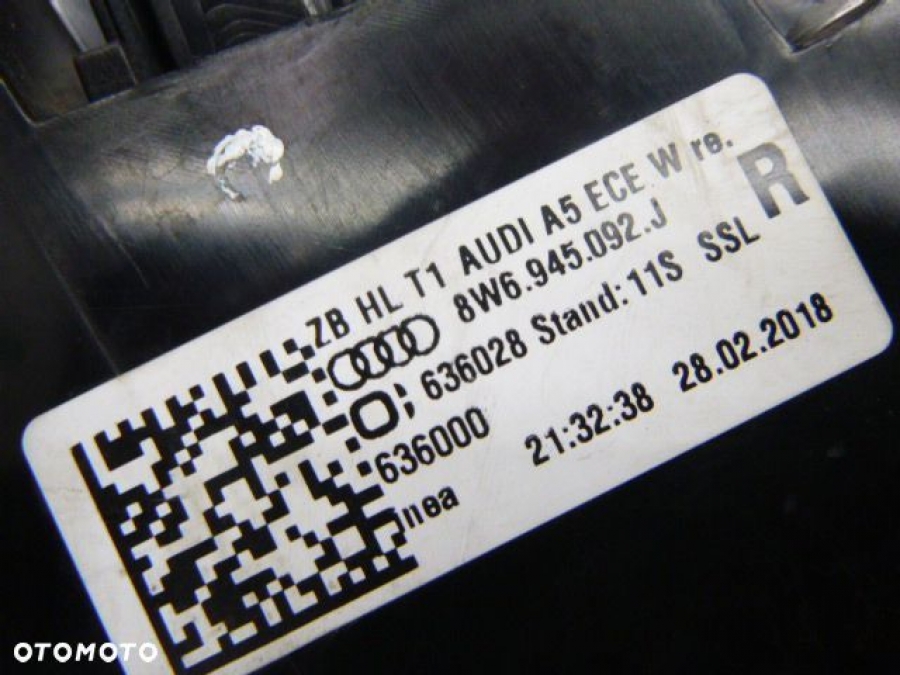 ZB HL T1 AUDI A5 ECE W re.
R
8W6.945.092.J
636028 Stand: 11S SSL
636000 21:32:38 28.02.2018
nea
OTOMOTO